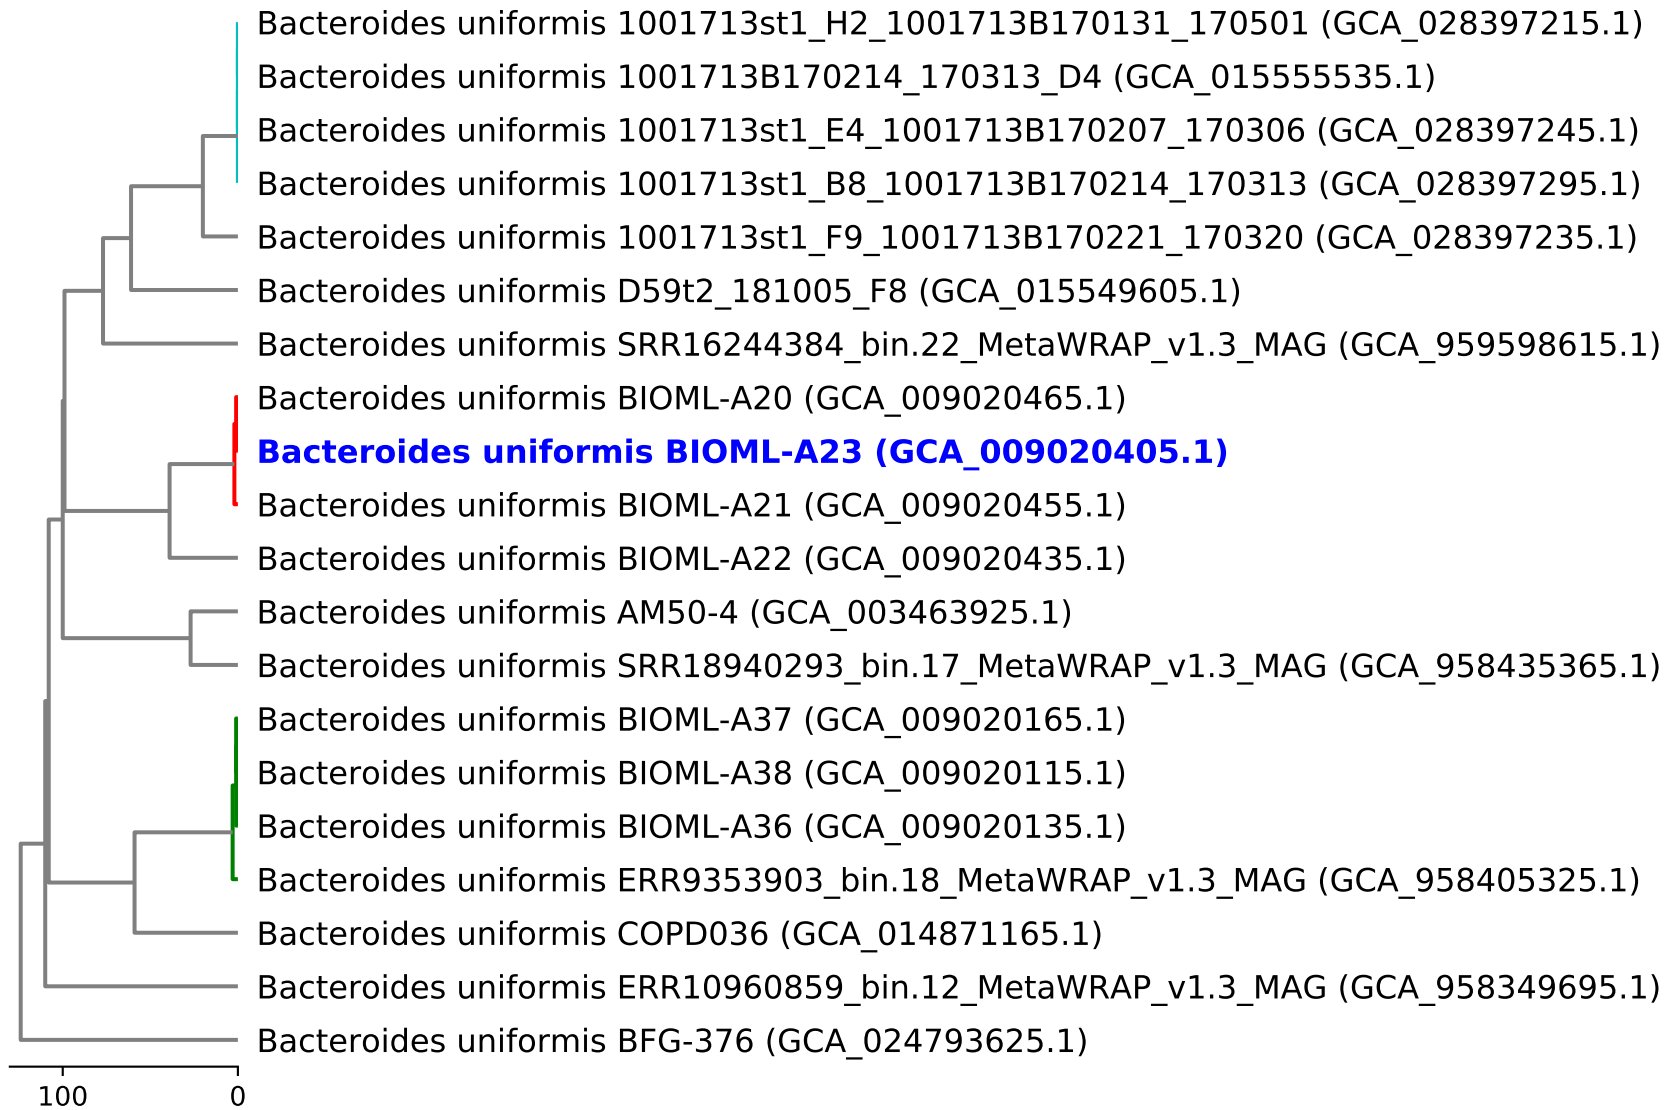 Bacteroides uniformis 1001713st1_H2_1001713B170131_170501 (GCA_028397215.1)
Bacteroides uniformis 1001713B170214_170313_D4 (GCA_015555535.1)
Bacteroides uniformis 1001713st1_E4_1001713B170207_170306 (GCA_028397245.1)
Bacteroides uniformis 1001713st1_B8_1001713B170214_170313 (GCA_028397295.1)
Bacteroides uniformis 1001713st1_F9_1001713B170221_170320 (GCA_028397235.1)
Bacteroides uniformis D59t2_181005_F8 (GCA_015549605.1)
Bacteroides uniformis SRR16244384_bin.22_MetaWRAP_v1.3_MAG (GCA_959598615.1)
Bacteroides uniformis BIOML-A20 (GCA_009020465.1)
Bacteroides uniformis BIOML-A23 (GCA_009020405.1)
Bacteroides uniformis BIOML-A21 (GCA_009020455.1)
Bacteroides uniformis BIOML-A22 (GCA_009020435.1)
Bacteroides uniformis AM50-4 (GCA_003463925.1)
Bacteroides uniformis SRR18940293_bin.17_MetaWRAP_v1.3_MAG (GCA_958435365.1)
Bacteroides uniformis BIOML-A37 (GCA_009020165.1)
Bacteroides uniformis BIOML-A38 (GCA_009020115.1)
Bacteroides uniformis BIOML-A36 (GCA_009020135.1)
Bacteroides uniformis ERR9353903_bin.18_MetaWRAP_v1.3_MAG (GCA_958405325.1)
Bacteroides uniformis COPD036 (GCA_014871165.1)
Bacteroides uniformis ERR10960859_bin.12_MetaWRAP_v1.3_MAG (GCA_958349695.1)
Bacteroides uniformis BFG-376 (GCA_024793625.1)
100 0